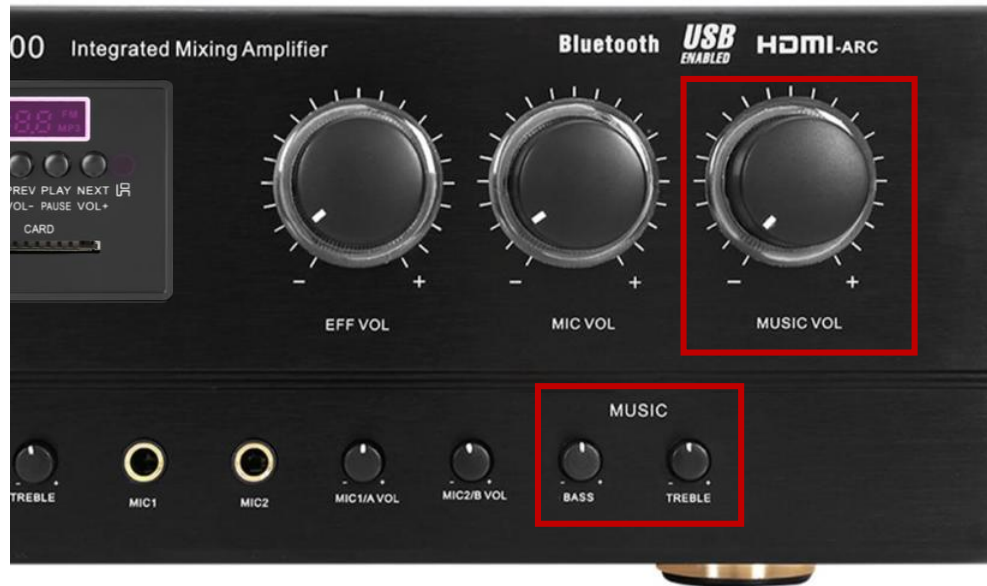 00 Integrated Mixing Amplifier
Bluetooth USB ENABLED HDMI-ARC
FM
MP3
PREV PLAY NEXT
VOL- PAUSE VOL+
CARD
- + - + - +
EFF VOL MIC VOL MUSIC VOL
MUSIC
- + - + - + - + - +
TREBLE MIC1 MIC2 MIC1/A VOL MIC2/B VOL BASS TREBLE